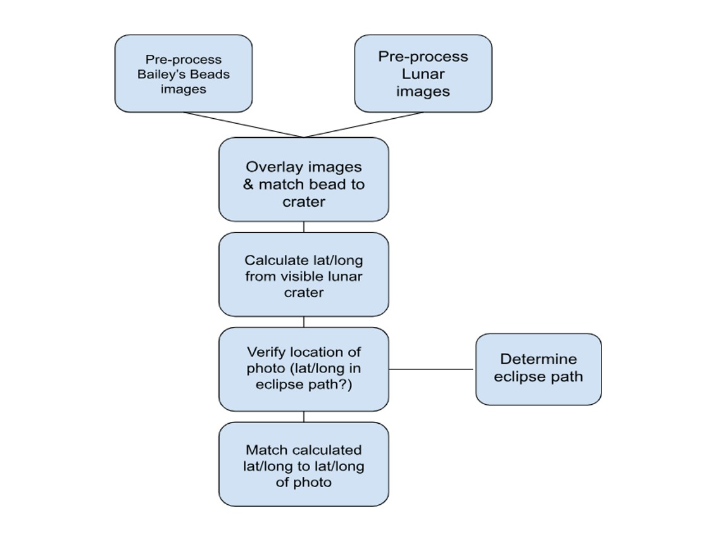 Pre-process
Bailey's Beads
images
Pre-process
Lunar
images
Overlay images
& match bead to
crater
Calculate lat/long
from visible lunar
crater
Verify location of
photo (lat/long in
eclipse path?)
Determine
eclipse path
Match calculated
lat/long to lat/long
of photo